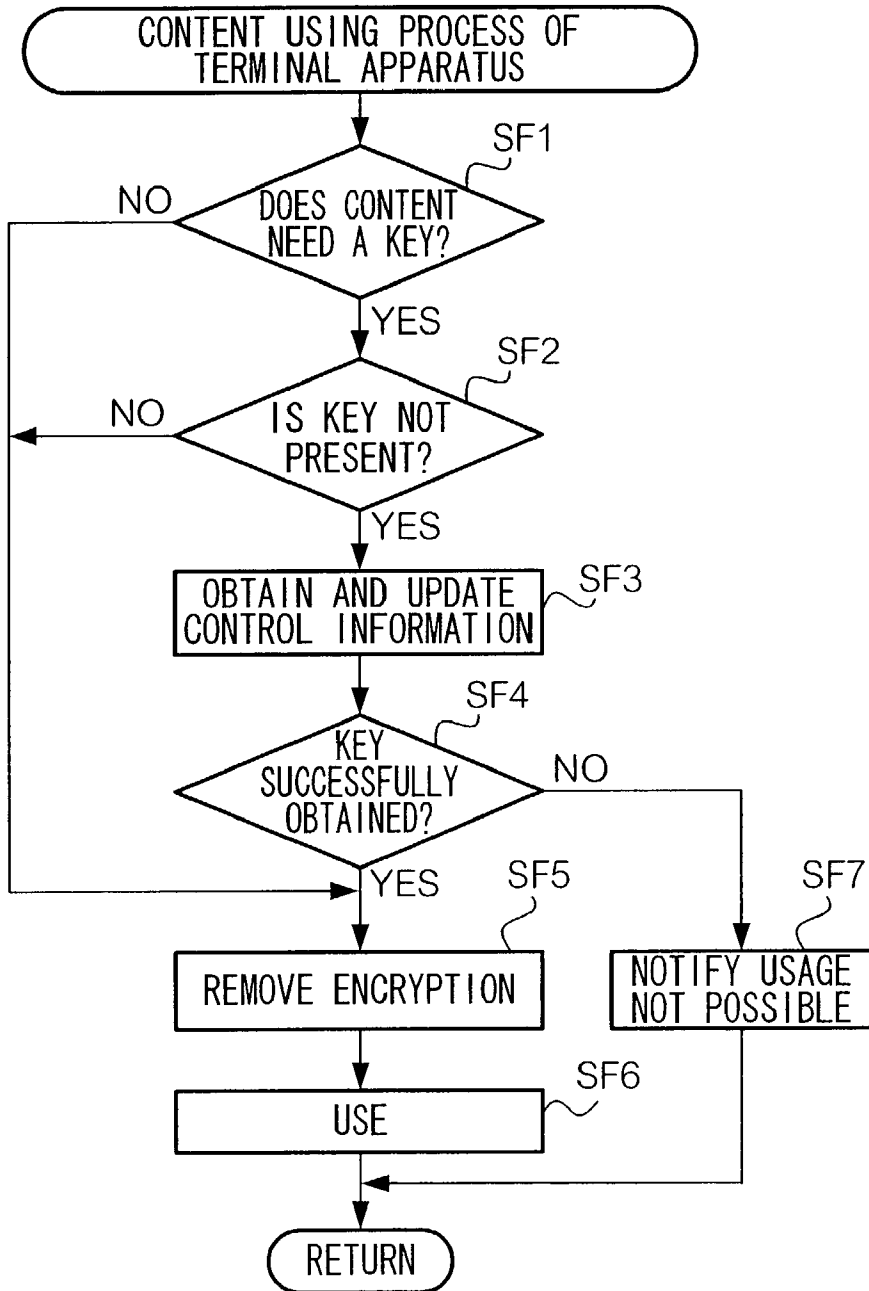 CONTENT USING PROCESS OF
TERMINAL APPARATUS
SF1
NO
DOES CONTENT
NEED A KEY?
YES
SF2
NO
IS KEY NOT
PRESENT?
YES
SF3
OBTAIN AND UPDATE
CONTROL INFORMATION
SF4
KEY
SUCCESSFULLY
OBTAINED?
NO
YES
SF5
REMOVE ENCRYPTION
SF7
NOTIFY USAGE
NOT POSSIBLE
SF6
USE
RETURN